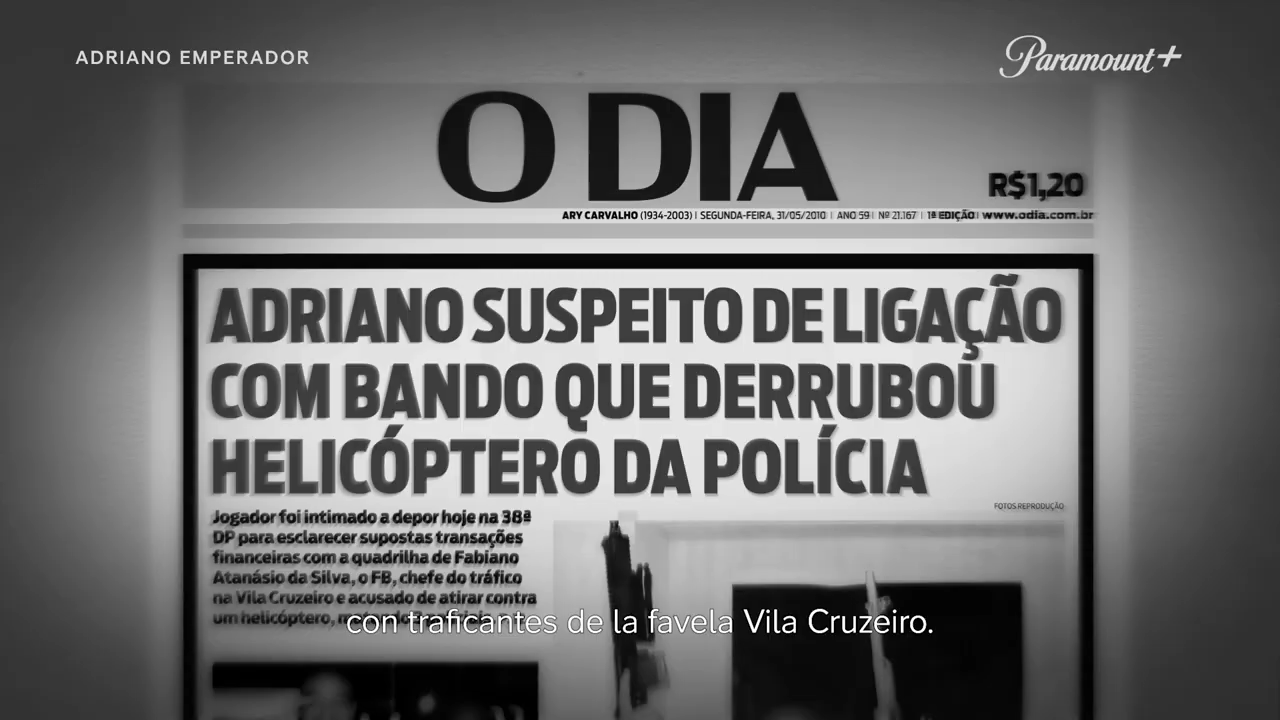 ADRIANO EMPERADOR
Paramount+
O DIA
R$1,20
ARY CARVALHO (1934-2003) | SEGUNDA-FEIRA, 31/05/2010 | ANO 59 | Nº 21.167 | 1ª EDIÇÃO | www.odia.com.br
ADRIANO SUSPEITO DE LIGAÇÃO
COM BANDO QUE DERRUBOU
HELICÓPTERO DA POLÍCIA
FOTOS REPRODUÇÃO
Jogador foi intimado a depor hoje na 38ª
DP para esclarecer supostas transações
financeiras com a quadrilha de Fabiano
Atanásio da Silva, o FB, chefe do tráfico
na Vila Cruzeiro e acusado de atirar contra
um helicóptero,
con traficantes de la favela Vila Cruzeiro.